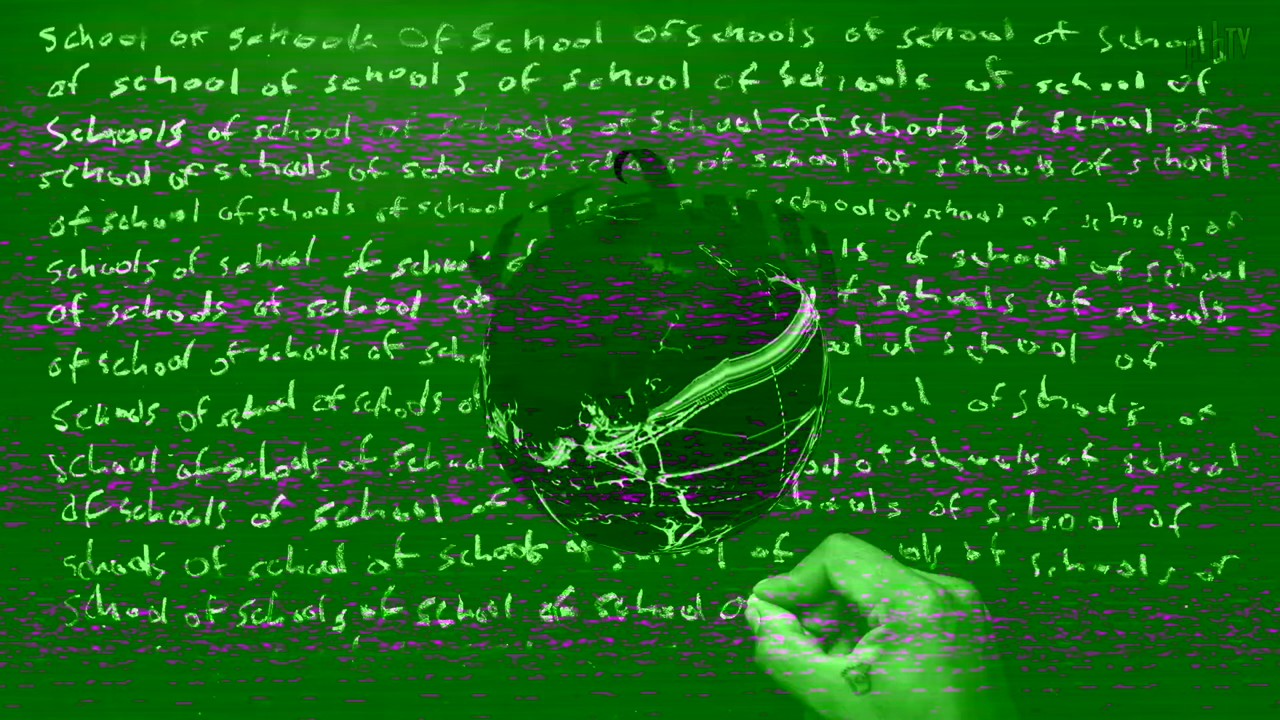 School of schools Of School of schools of school of School
of school of schools of school of schools of school of
Schools of school of schools of school of schools of school of
school of schools of school of schools of school of schools of school
of school of schools of school school of school of schools of
schools of school of school of school of school
of schools of school of schools of schools
of school of schools of of school of
Schools of school of schools of schools of
school of schools of school of schools of school
of schools of school of of school of
schools of school of schools of of of schools of
school of schools of school of school of
TV